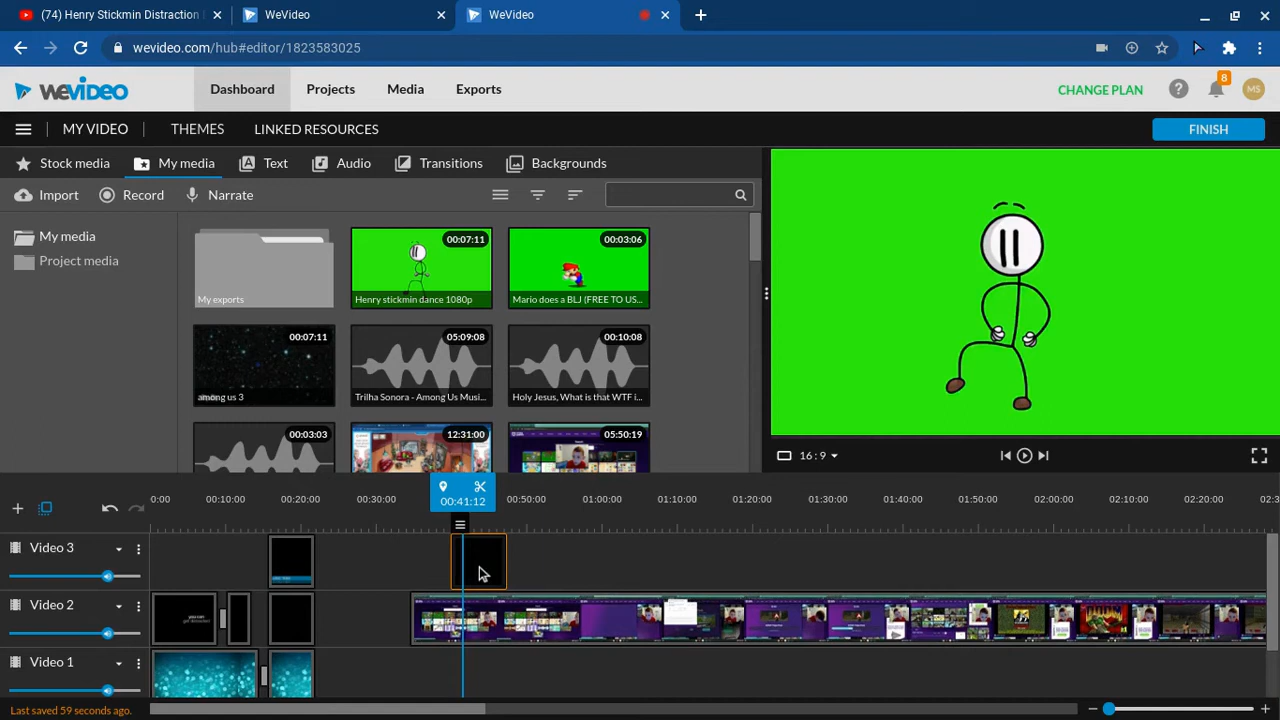 (74) Henry Stickmin Distraction
WeVideo
WeVideo
wevideo.com/hub#editor/1823583025
WEVIDEO
Dashboard
Projects
Media
Exports
CHANGE PLAN
8
MS
MY VIDEO
THEMES
LINKED RESOURCES
FINISH
Stock media
My media
Text
Audio
Transitions
Backgrounds
Import
Record
Narrate
My media
Project media
My exports
00:07:11
Henry stickmin dance 1080p
00:03:06
Mario does a BLJ (FREE TO US...
00:07:11
among us 3
05:09:08
Trilha Sonora - Among Us Musi...
00:10:08
Holy Jesus, What is that WTF i...
00:03:03
12:31:00
05:50:19
16:9
00:41:12
0:00
00:10:00
00:20:00
00:30:00
00:50:00
01:00:00
01:10:00
01:20:00
01:30:00
01:40:00
01:50:00
02:00:00
02:10:00
02:20:00
02:3
Video 3
Video 2
you can
get distracted
Video 1
Last saved 59 seconds ago.